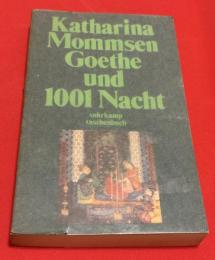 Katharina
Mommsen
Goethe
und
1001 Nacht
suhrkamp
taschenbuch